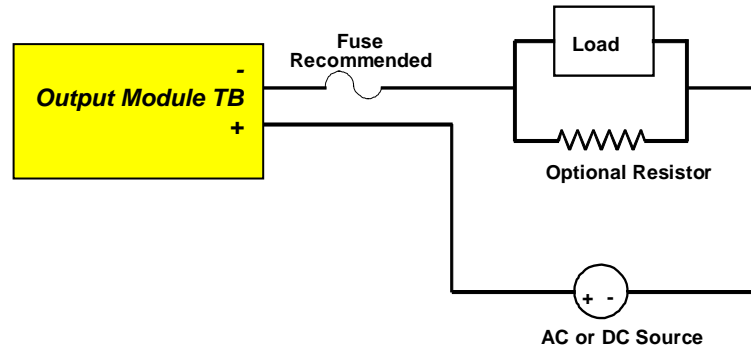 Fuse
Recommended
Load
-
Output Module TB
+
Optional Resistor
+ -
AC or DC Source